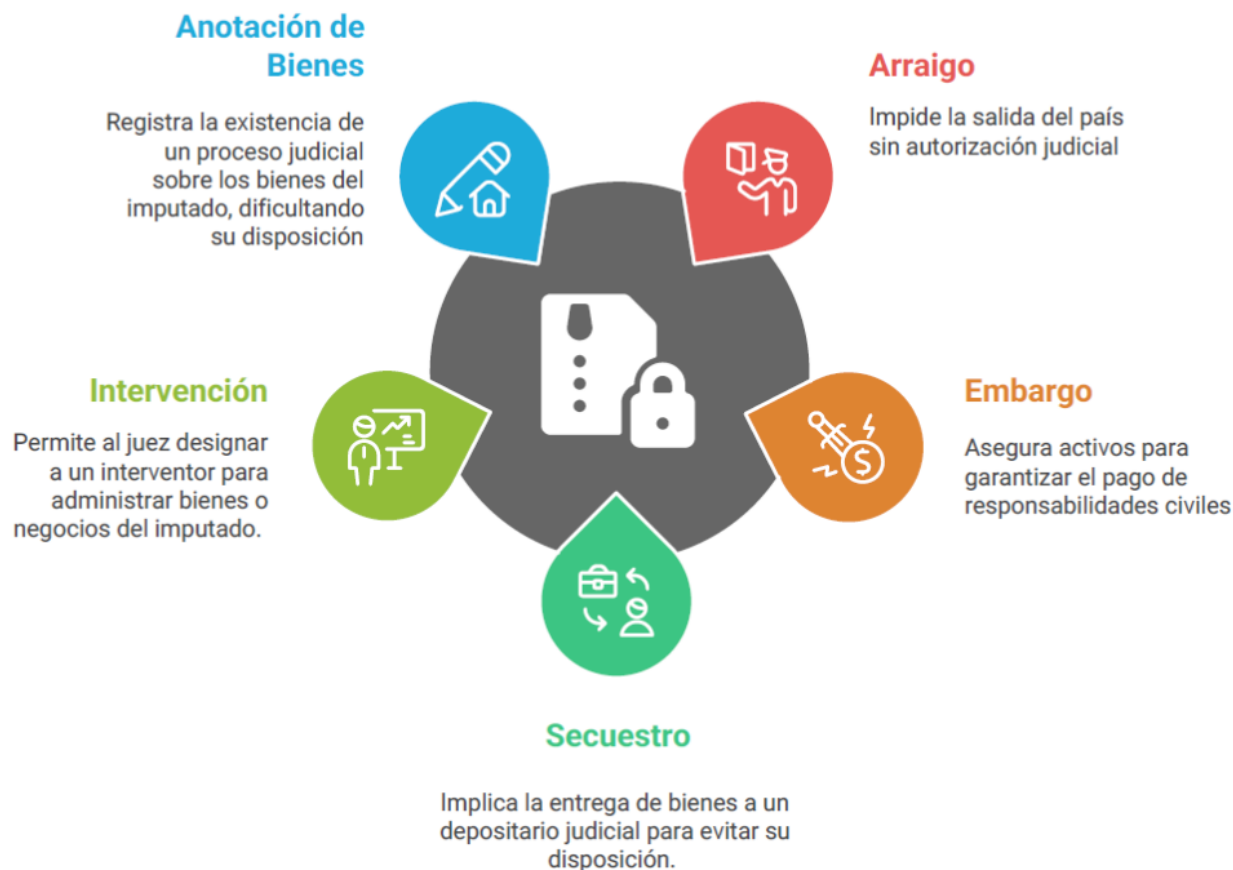 Anotación de
Bienes
Registra la existencia de
un proceso judicial
sobre los bienes del
imputado, dificultando
su disposición
Arraigo
Impide la salida del país
sin autorización judicial
Intervención
Permite al juez designar
a un interventor para
administrar bienes o
negocios del imputado.
Embargo
Asegura activos para
garantizar el pago de
responsabilidades civiles
$
Secuestro
Implica la entrega de bienes a un
depositario judicial para evitar su
disposición.